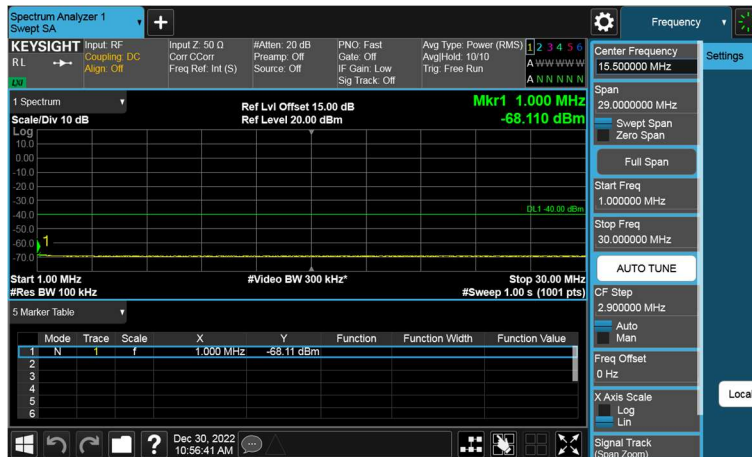 Spectrum Analyzer 1
Swept SA
Frequency
KEYSIGHT
RL
LXI
Input: RF
Coupling: DC
Align: Off
Input Z: 50 Ω
Corr CCorr
Freq Ref: Int (S)
#Atten: 20 dB
Preamp: Off
Source: Off
PNO: Fast
Gate: Off
IF Gain: Low
Sig Track: Off
Avg Type: Power (RMS)
Avg|Hold: 10/10
Trig: Free Run
1 2 3 4 5 6
A W W W W W
A N N N N N
1 Spectrum
Scale/Div 10 dB
Ref Lvl Offset 15.00 dB
Ref Level 20.00 dBm
Mkr1 1.000 MHz
-68.110 dBm
Log
10.0
0.00
-10.0
-20.0
-30.0
-40.0
-50.0
-60.0
-70.0
DL1 -40.00 dBm
1
Start 1.00 MHz
#Video BW 300 kHz*
Stop 30.00 MHz
#Res BW 100 kHz
#Sweep 1.00 s (1001 pts)
5 Marker Table
Mode Trace Scale X Y Function Function Width Function Value
1 N 1 f 1.000 MHz -68.11 dBm
2
3
4
5
6
Dec 30, 2022
10:56:41 AM
?
Center Frequency
15.500000 MHz
Settings
Span
29.0000000 MHz
Swept Span
Zero Span
Full Span
Start Freq
1.000000 MHz
Stop Freq
30.000000 MHz
AUTO TUNE
CF Step
2.900000 MHz
Auto
Man
Freq Offset
0 Hz
X Axis Scale
Log
Lin
Local
Signal Track
(Span Zoom)